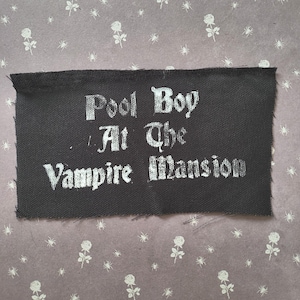 Pool Boy
At The
Vampire Mansion